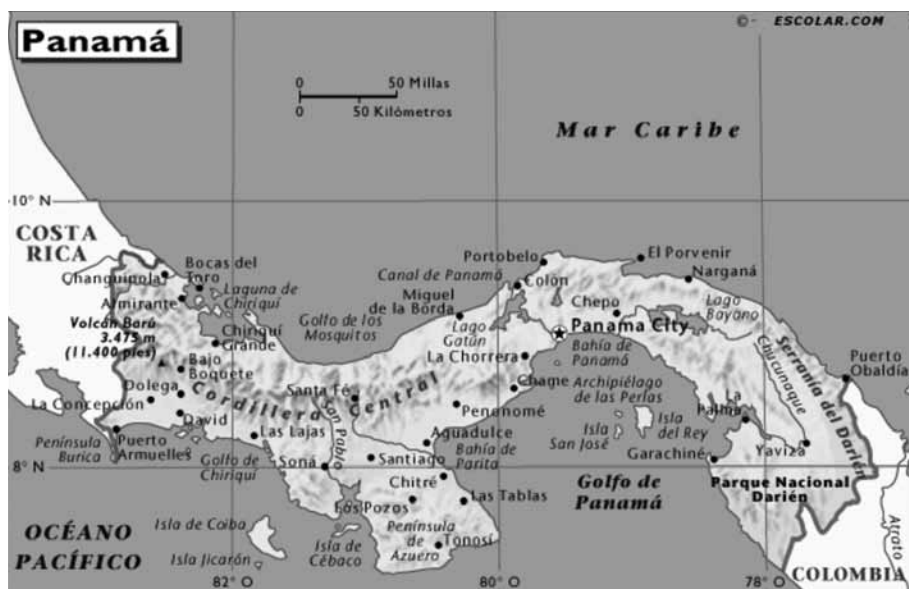 © - ESCOLAR.COM
Panamá
0 50 Millas
0 50 Kilómetros
Mar Caribe
10° N
COSTA
RICA
Portobelo
El Porvenir
Bocas del
Toro
Changuinola
Canal de Panamá
Colón
Narganá
Laguna de
Chiriquí
Almirante
Miguel
de la Borda
Chepo
Lago
Bayano
Volcán Barú
3.475 m
(11.400 pies)
Golfo de los
Mosquitos
Chiriquí
Grande
Lago
Gatún
Panama City
Bahía de
Panamá
Serranía del Darién
Chucunaque
Puerto
Obaldía
Bajo
Boquete
La Chorrera
Dolega
Cordillera Central
Santa Fé
San Pablo
Chame
Archipiélago
de las Perlas
La Concepción
Penonomé
La
Palma
David
Las Lajas
Aguadulce
Isla
San José
Isla
del Rey
Península
Burica
Puerto
Armuelles
Golfo de
Chiriquí
Bahía de
Parita
Garachiné
Yaviza
8° N
Soná
Santiago
Chitré
Golfo de
Panamá
Parque Nacional
Darién
Los Pozos
Las Tablas
OCÉANO
PACÍFICO
Isla de Coiba
Isla de
Cébaco
Península
de
Azuero
Tonosí
Isla Jicarón
Atrato
82° O
80° O
78° O
COLOMBIA